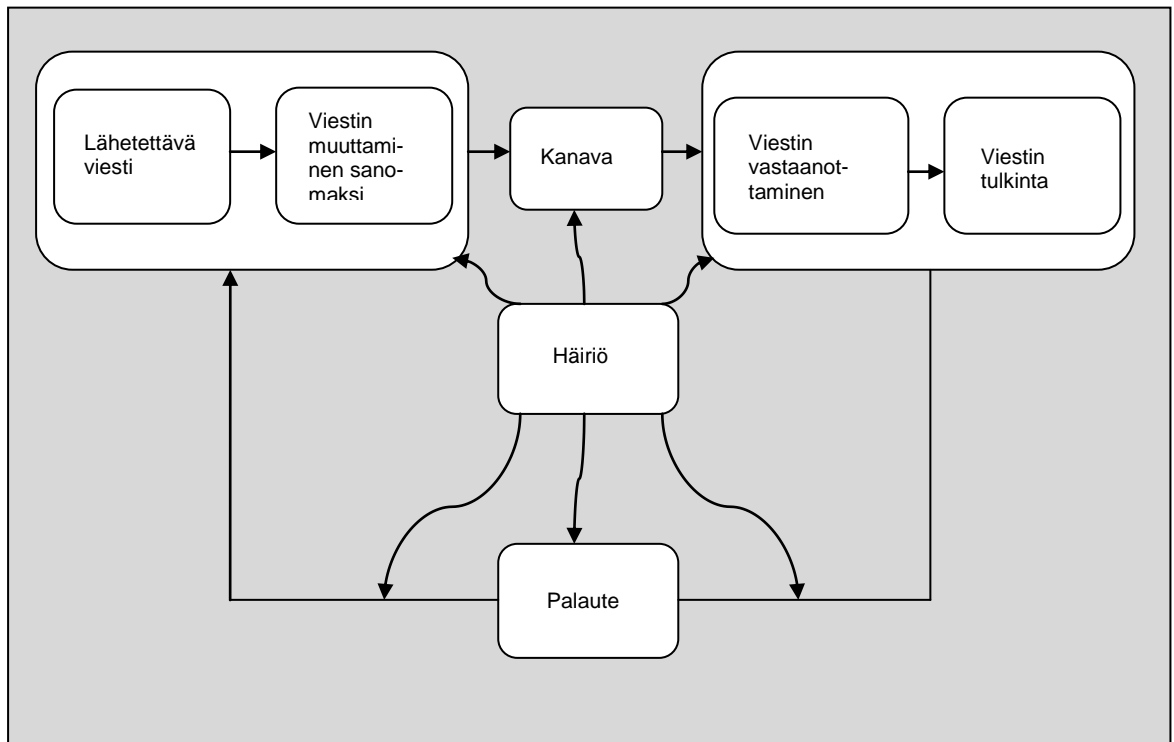 Lähetettävä
viesti
Viestin
muuttami-
nen sano-
maksi
Kanava
Viestin
vastaanot-
taminen
Viestin
tulkinta
Häiriö
Palaute